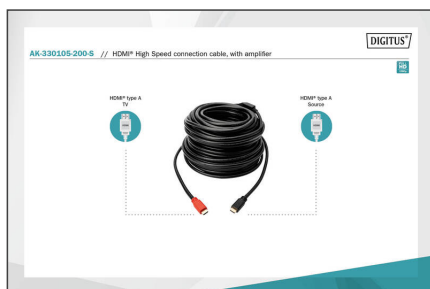 DIGITUS®
AK-330105-200-S // HDMI® High Speed connection cable, with amplifier
HDMI® type A
TV
HDMI® type A
Source